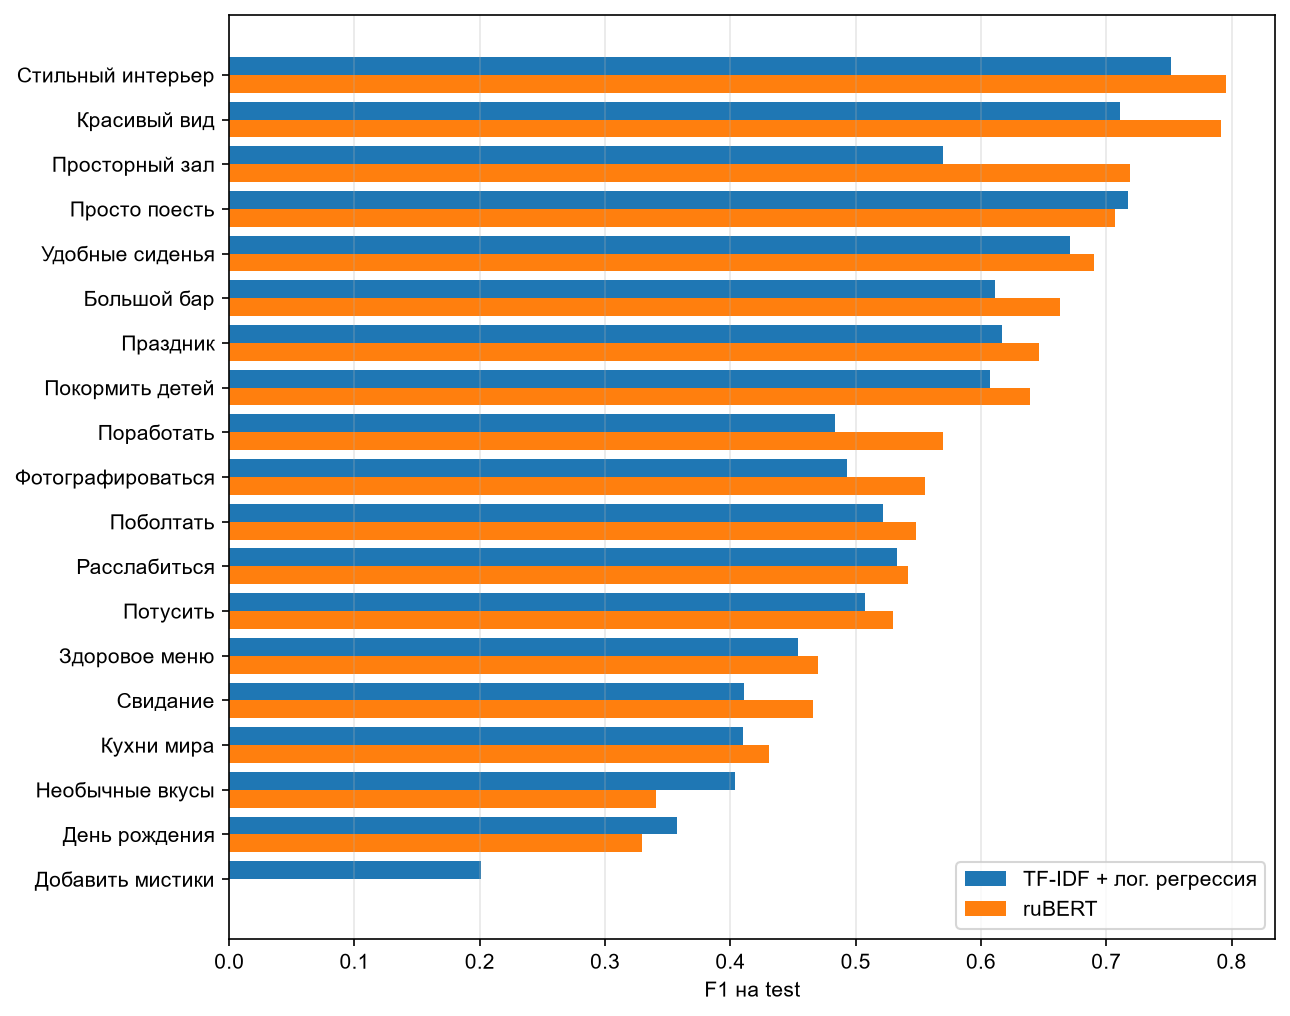 Стильный интерьер
Красивый вид
Просторный зал
Просто поесть
Удобные сиденья
Большой бар
Праздник
Покормить детей
Поработать
Фотографироваться
Поболтать
Расслабиться
Потусить
Здоровое меню
Свидание
Кухни мира
Необычные вкусы
День рождения
Добавить мистики
TF-IDF + лог. регрессия
ruBERT
0.0 0.1 0.2 0.3 0.4 0.5 0.6 0.7 0.8
F1 на test